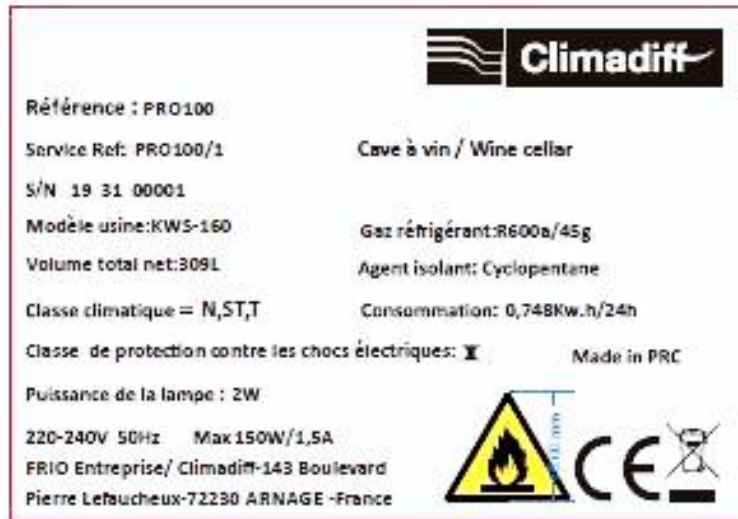 Climadiff
Référence : PRO100
Service Ref: PRO100/1
Cave à vin / Wine cellar
S/N 19 31 00001
Modèle usine:KWS-160
Gaz réfrigérant:R600a/45g
Volume total net:309L
Agent isolant: Cyclopentane
Classe climatique = N,ST,T
Consommation: 0,748Kw.h/24h
Classe de protection contre les chocs électriques: I
Made in PRC
Puissance de la lampe : 2W
220-240V 50Hz Max 150W/1,5A
FRIO Entreprise/ Climadiff-143 Boulevard
Pierre Lefaucheux-72230 ARNAGE -France
CE